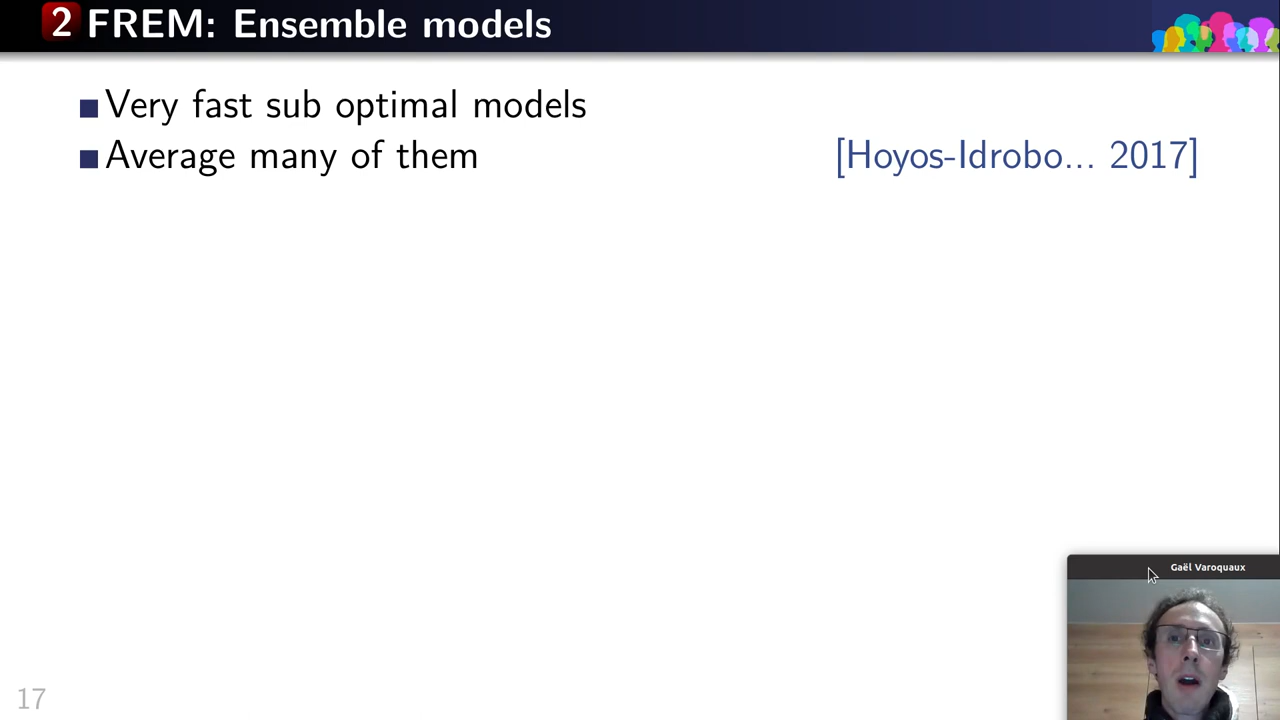 2 FREM: Ensemble models
Very fast sub optimal models
Average many of them [Hoyos-Idrobo... 2017]
Gaël Varoquaux
17